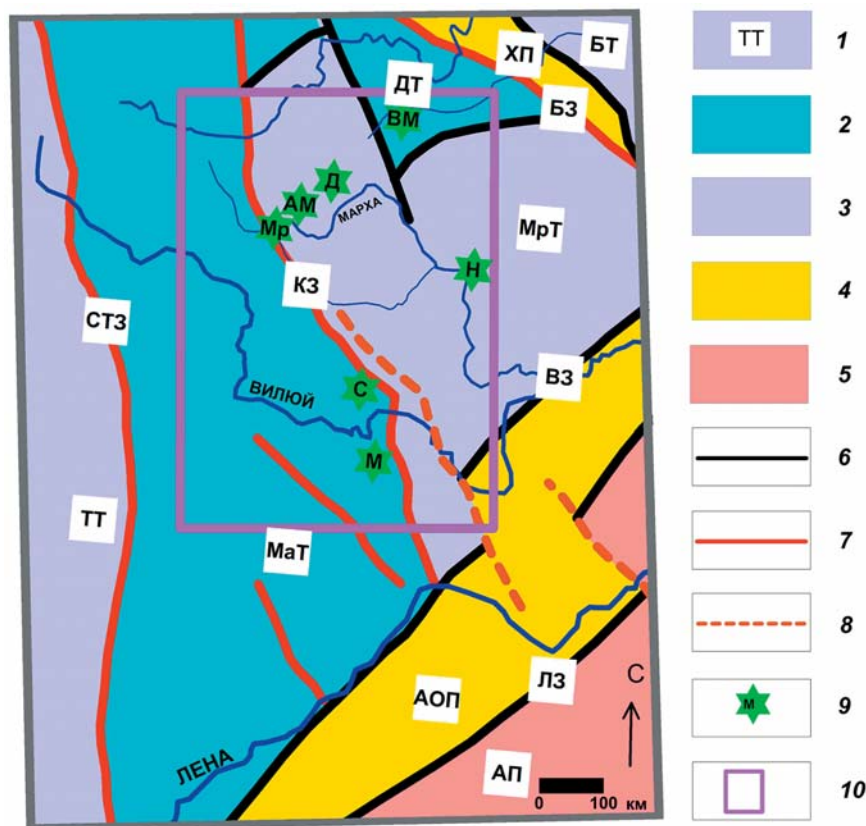 БТ
ХП
ДТ
БЗ
ВМ
Д
АМ
МАРХА
Мр
МрТ
Н
КЗ
СТЗ
ВЗ
ВИЛЮЙ
С
М
ТТ
МаТ
С
ЛЗ
АОП
ЛЕНА
АП
0 100 км
ТТ 1
2
3
4
5
6
7
8
М 9
10